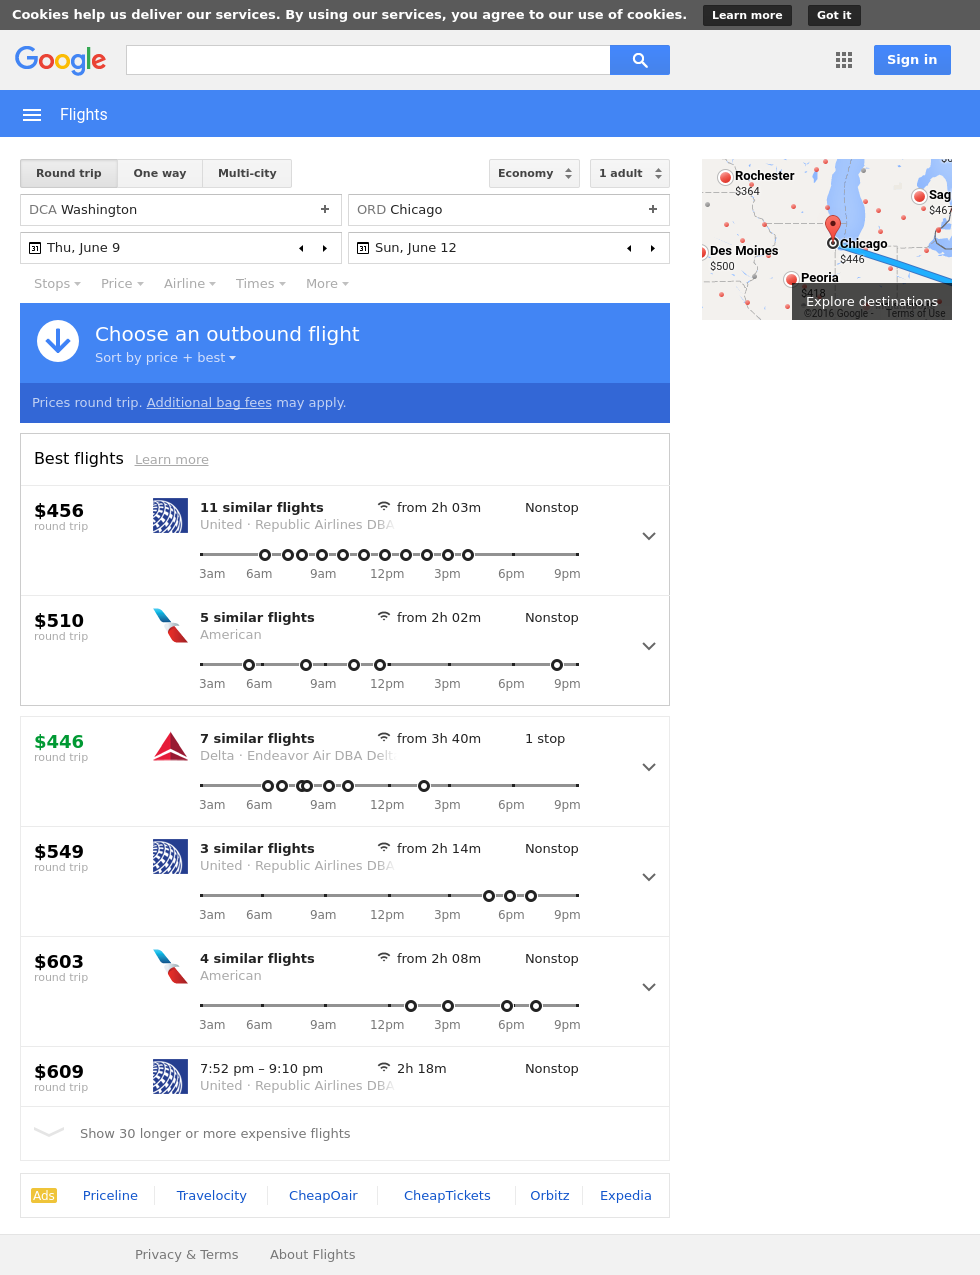 Cookies help us deliver our services. By using our services, you agree to our use of cookies. Learn more Got it
Google Sign in
Flights
Round trip One way Multi-city Economy 1 adult
DCA Washington + ORD Chicago +
31 Thu, June 9 31 Sun, June 12
Stops Price Airline Times More
Choose an outbound flight
Sort by price + best
Prices round trip. Additional bag fees may apply.
Rochester
$364
Sag
$467
Chicago
$446
Des Moines
$500
Peoria
$418
Explore destinations
©2016 Google - Terms of Use
Best flights Learn more
$456 11 similar flights from 2h 03m Nonstop
round trip United · Republic Airlines DBA
3am 6am 9am 12pm 3pm 6pm 9pm
$510 5 similar flights from 2h 02m Nonstop
round trip American
3am 6am 9am 12pm 3pm 6pm 9pm
$446 7 similar flights from 3h 40m 1 stop
round trip Delta · Endeavor Air DBA Delt
3am 6am 9am 12pm 3pm 6pm 9pm
$549 3 similar flights from 2h 14m Nonstop
round trip United · Republic Airlines DBA
3am 6am 9am 12pm 3pm 6pm 9pm
$603 4 similar flights from 2h 08m Nonstop
round trip American
3am 6am 9am 12pm 3pm 6pm 9pm
$609 7:52 pm – 9:10 pm 2h 18m Nonstop
round trip United · Republic Airlines DBA
Show 30 longer or more expensive flights
Ads Priceline Travelocity CheapOair CheapTickets Orbitz Expedia
Privacy & Terms About Flights